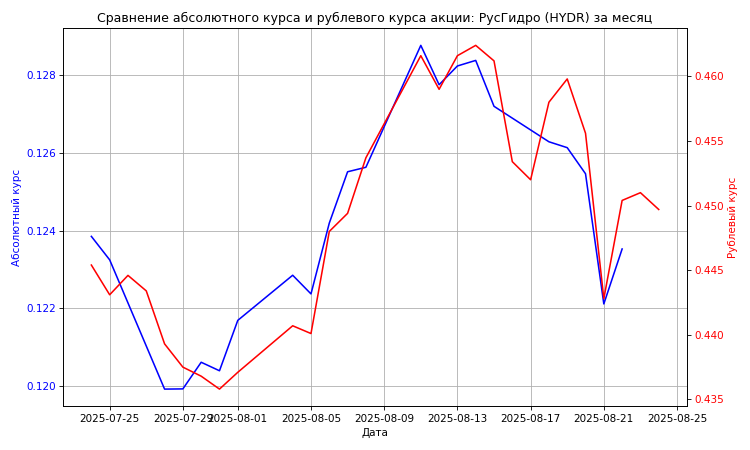 Сравнение абсолютного курса и рублевого курса акции: РусГидро (HYDR) за месяц
Абсолютный курс
0.128
0.126
0.124
0.122
0.120
0.460
0.455
0.450
0.445
0.440
0.435
Рублевый курс
2025-07-25 2025-07-29 2025-08-01 2025-08-05 2025-08-09 2025-08-13 2025-08-17 2025-08-21 2025-08-25
Дата